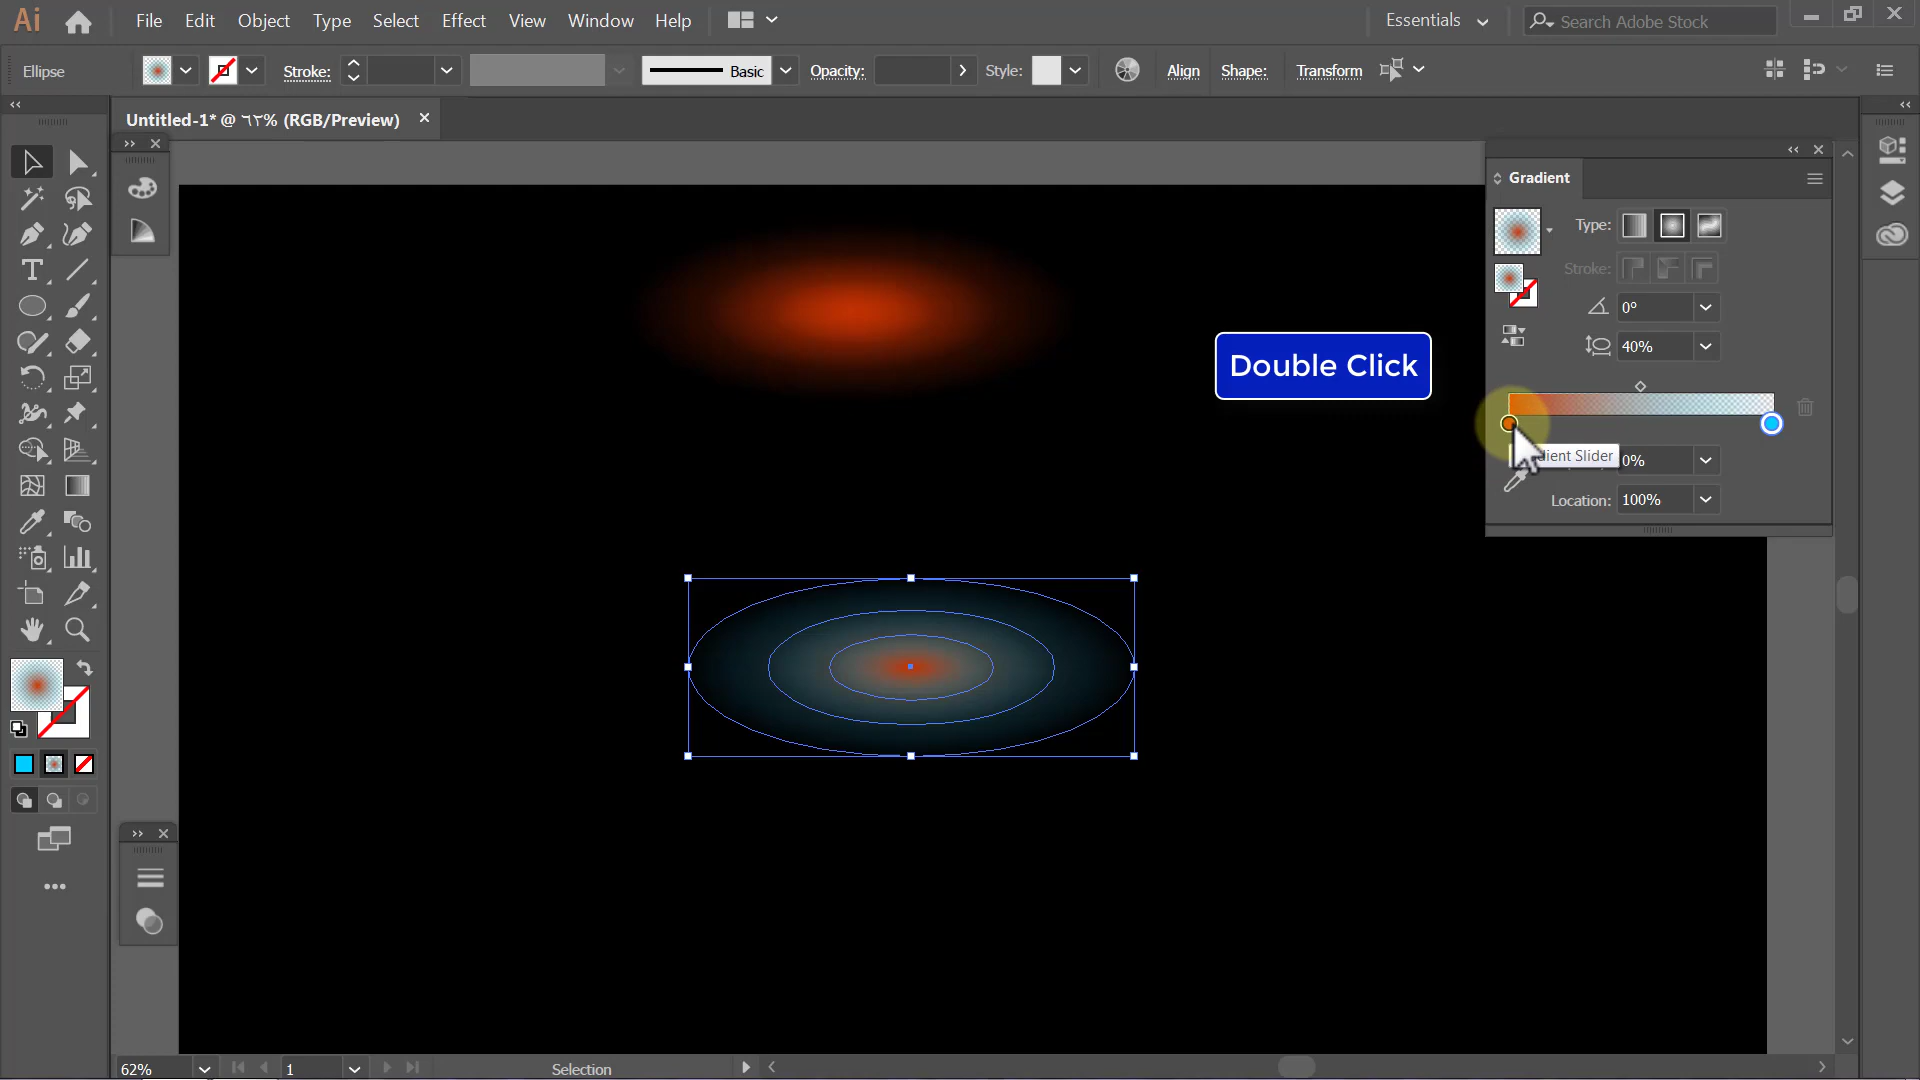 Ai File Edit Object Type Select Effect View Window Help Essentials Search Adobe Stock
Ellipse Stroke: Basic Opacity: Style: Align Shape: Transform
Untitled-1* @ ٦٢% (RGB/Preview)
Gradient
Type:
Stroke:
0°
40%
Double Click
dient Slider 0%
Location: 100%
62% 1 Selection